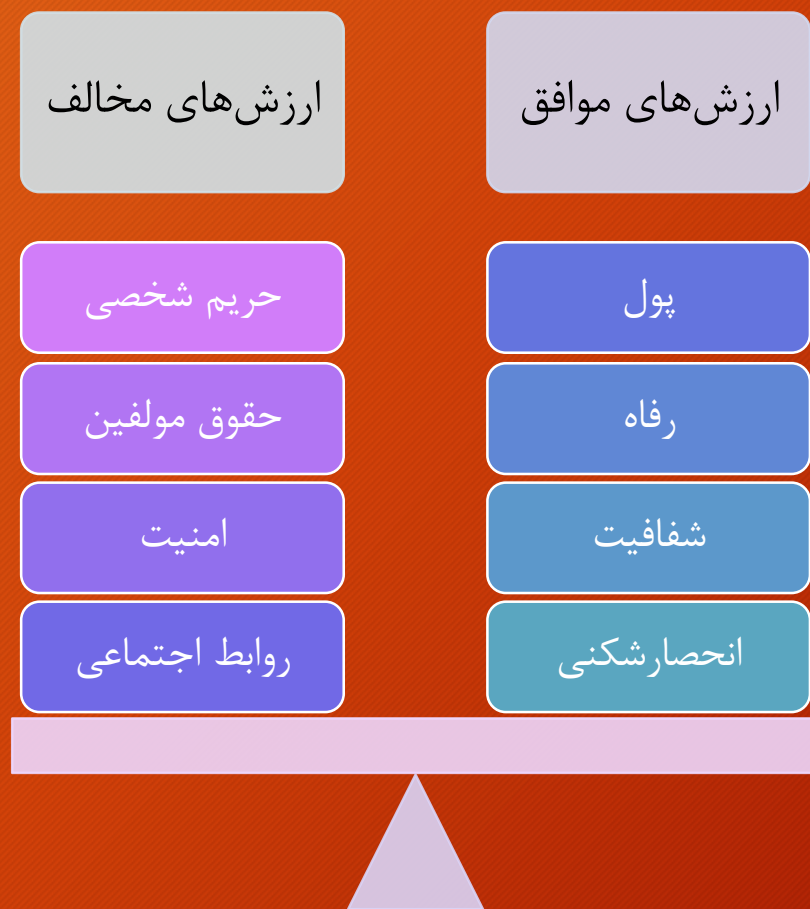 ارزش‌های موافق
پول
رفاه
شفافیت
انحصارشکنی
ارزش‌های مخالف
حریم شخصی
حقوق مولفین
امنیت
روابط اجتماعی